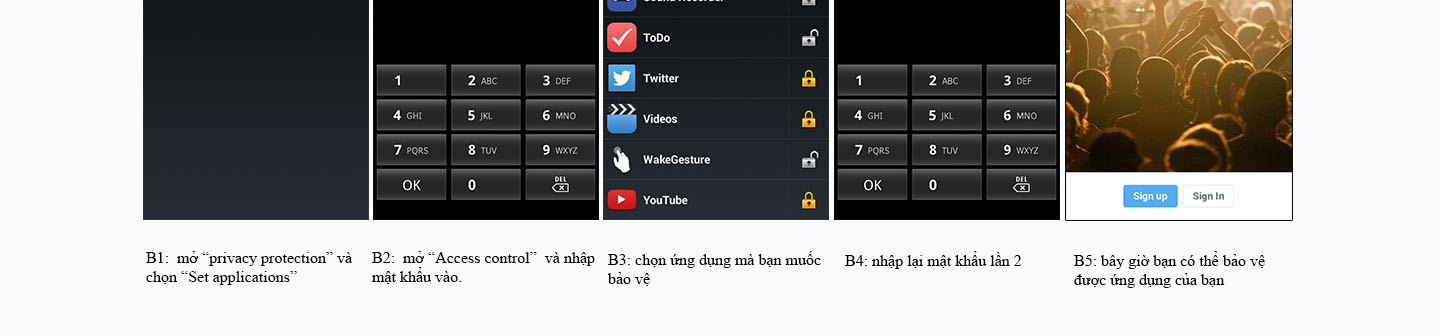 ToDo
Twitter
Videos
WakeGesture
YouTube
1 2 ABC 3 DEF
4 GHI 5 JKL 6 MNO
7 PQRS 8 TUV 9 WXYZ
OK 0 DEL
1 2 ABC 3 DEF
4 GHI 5 JKL 6 MNO
7 PQRS 8 TUV 9 WXYZ
OK 0 DEL
Sign up Sign In
B1: mở “privacy protection” và
chọn “Set applications”
B2: mở “Access control” và nhập
mật khẩu vào.
B3: chọn ứng dụng mà bạn muốc
bảo vệ
B4: nhập lại mật khẩu lần 2
B5: bây giờ bạn có thể bảo vệ
được ứng dụng của bạn